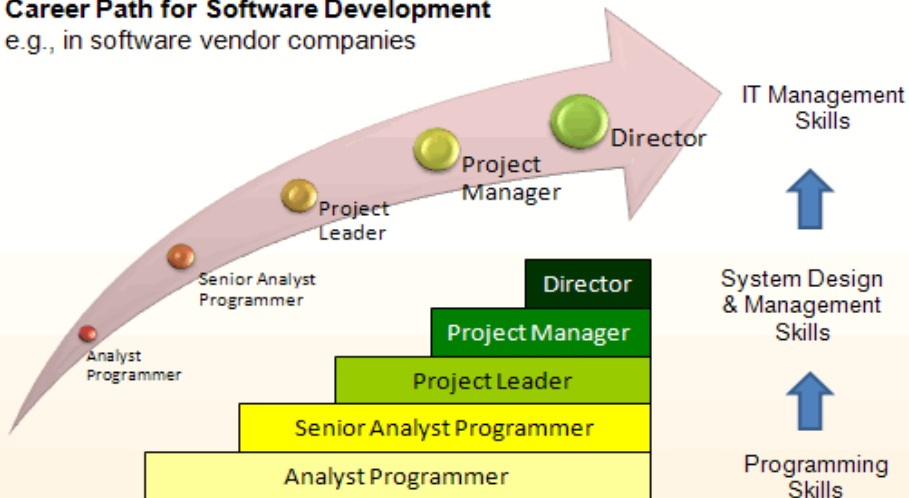 Career Path for Software Development
e.g., in software vendor companies
Director
Project
Manager
Project
Leader
Senior Analyst
Programmer
Analyst
Programmer
Director
Project Manager
Project Leader
Senior Analyst Programmer
Analyst Programmer
IT Management
Skills
System Design
& Management
Skills
Programming
Skills